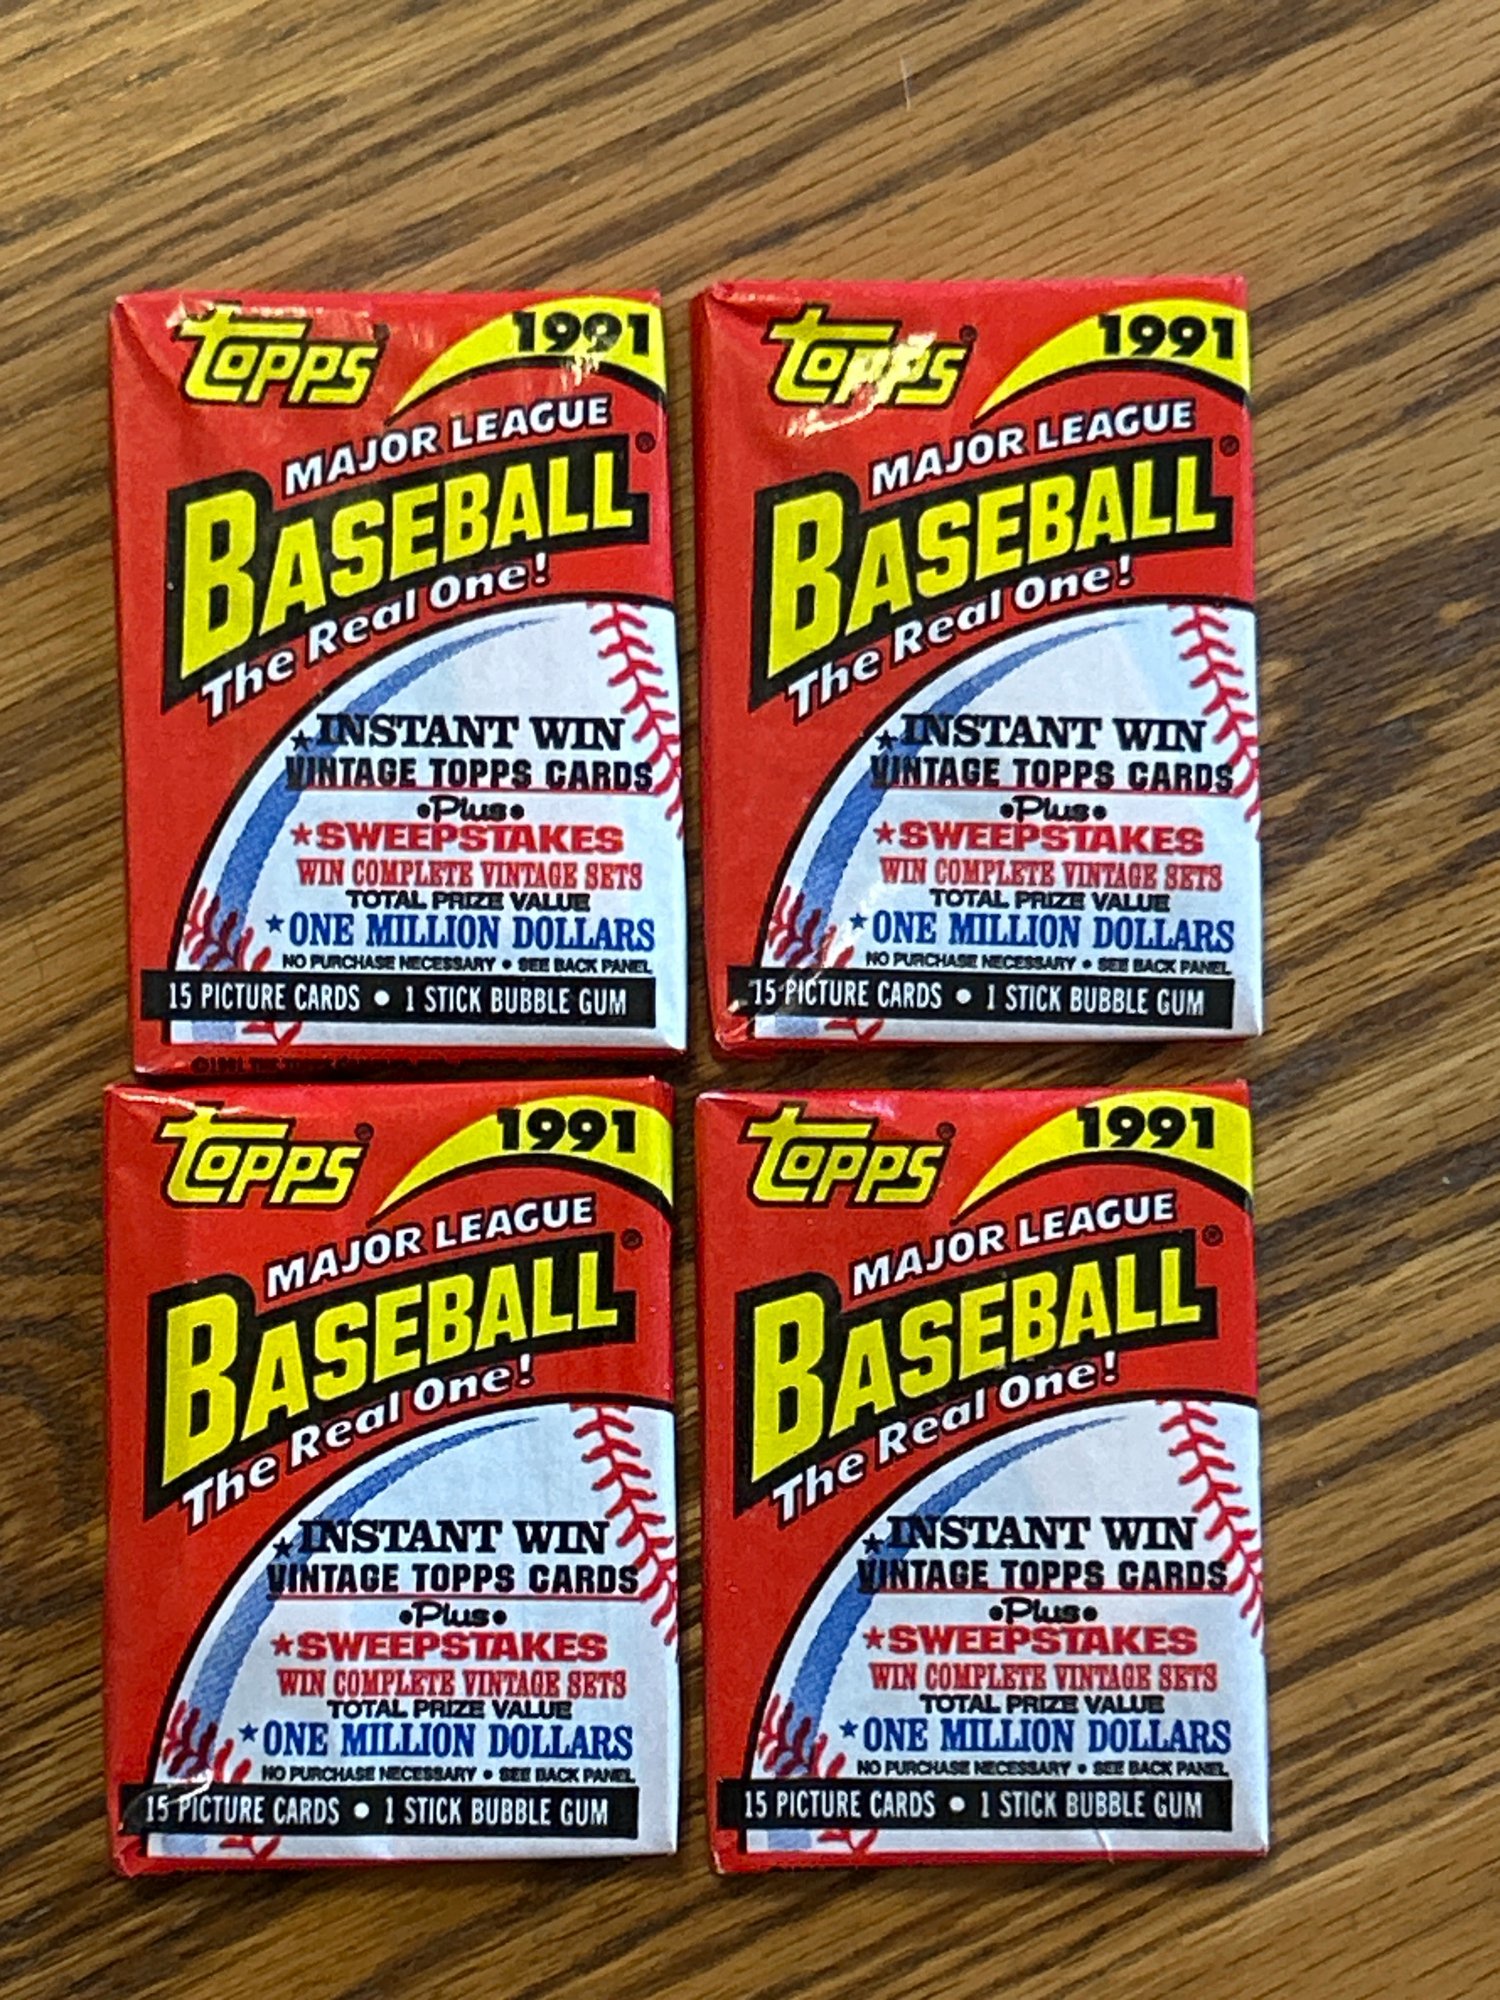 Topps®
1991
MAJOR LEAGUE
BASEBALL®
The Real One!
★INSTANT WIN
VINTAGE TOPPS CARDS
•Plus•
★SWEEPSTAKES
WIN COMPLETE VINTAGE SETS
TOTAL PRIZE VALUE
★ONE MILLION DOLLARS
NO PURCHASE NECESSARY • SEE BACK PANEL
15 PICTURE CARDS • 1 STICK BUBBLE GUM
Topps®
1991
MAJOR LEAGUE
BASEBALL®
The Real One!
★INSTANT WIN
VINTAGE TOPPS CARDS
•Plus•
★SWEEPSTAKES
WIN COMPLETE VINTAGE SETS
TOTAL PRIZE VALUE
★ONE MILLION DOLLARS
NO PURCHASE NECESSARY • SEE BACK PANEL
15 PICTURE CARDS • 1 STICK BUBBLE GUM
Topps®
1991
MAJOR LEAGUE
BASEBALL®
The Real One!
★INSTANT WIN
VINTAGE TOPPS CARDS
•Plus•
★SWEEPSTAKES
WIN COMPLETE VINTAGE SETS
TOTAL PRIZE VALUE
★ONE MILLION DOLLARS
NO PURCHASE NECESSARY • SEE BACK PANEL
15 PICTURE CARDS • 1 STICK BUBBLE GUM
Topps®
1991
MAJOR LEAGUE
BASEBALL®
The Real One!
★INSTANT WIN
VINTAGE TOPPS CARDS
•Plus•
★SWEEPSTAKES
WIN COMPLETE VINTAGE SETS
TOTAL PRIZE VALUE
★ONE MILLION DOLLARS
NO PURCHASE NECESSARY • SEE BACK PANEL
15 PICTURE CARDS • 1 STICK BUBBLE GUM